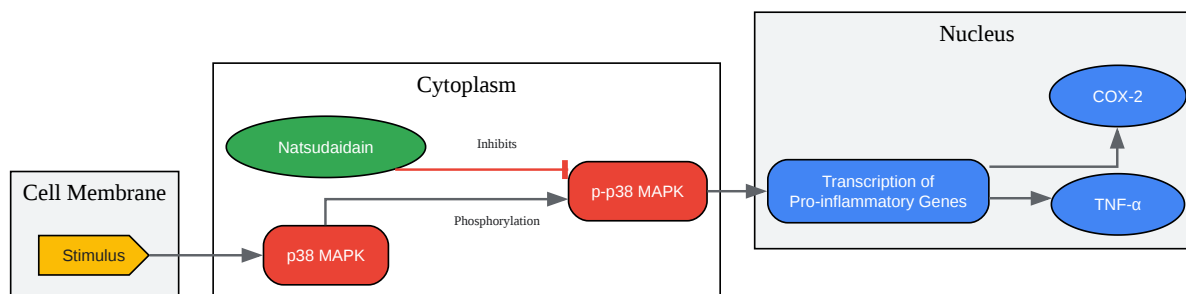 Nucleus
Cytoplasm
COX-2
Natsudaidain
Inhibits
Cell Membrane
p-p38 MAPK
Transcription of
Pro-inflammatory Genes
TNF-α
Phosphorylation
Stimulus
p38 MAPK